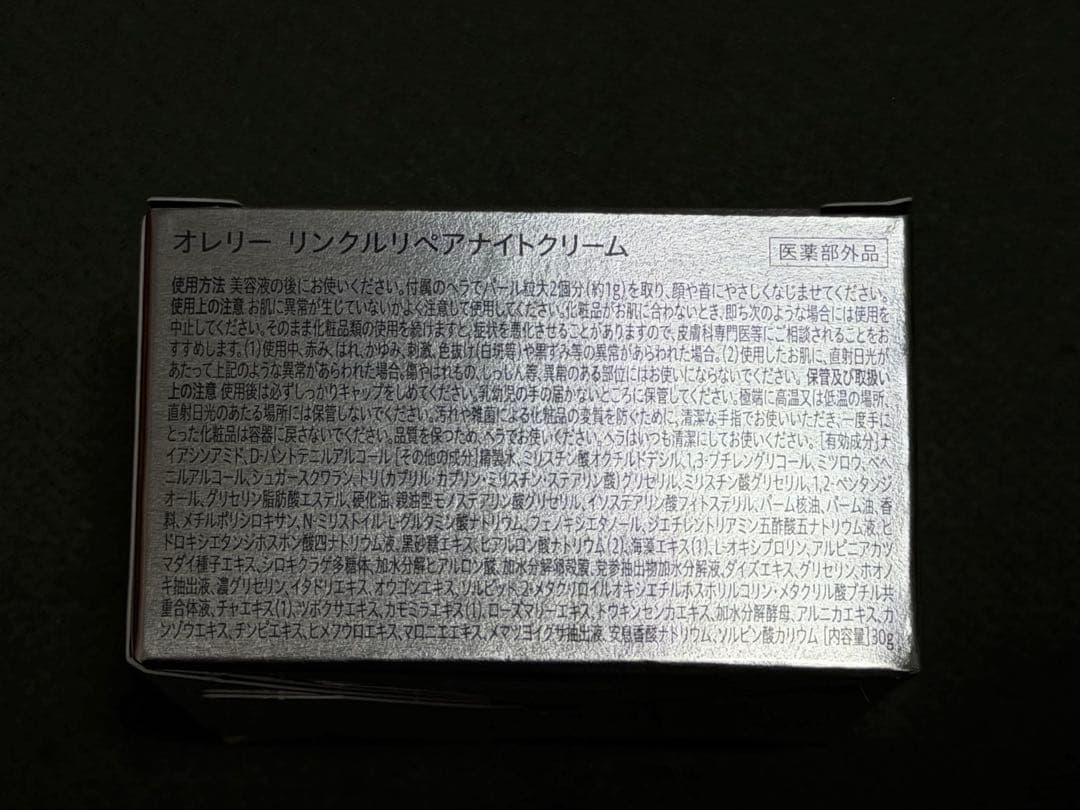 オレリー リンクルリペアナイトクリーム
医薬部外品
使用方法 美容液の後にお使いください。付属のヘラでパール粒大2個分(約1g)を取り、顔や首にやさしくなじませてください。
使用上の注意 お肌に異常が生じていないかよく注意して使用してください。化粧品がお肌に合わないとき、即ち次のような場合には使用を
中止してください。そのまま化粧品類の使用を続けますと、症状を悪化させることがありますので、皮膚科専門医等にご相談されることをお
すすめします。(1)使用中、赤み、はれ、かゆみ、刺激、色抜け(白斑等)や黒ずみ等の異常があらわれた場合。(2)使用したお肌に、直射日光が
あたって上記のような異常があらわれた場合。傷やはれもの、しっしん等、異常のある部位にはお使いにならないでください。 保管及び取扱い
上の注意 使用後は必ずしっかりキャップをしめてください。乳幼児の手の届かないところに保管してください。極端に高温又は低温の場所、
直射日光のあたる場所には保管しないでください。汚れや雑菌による化粧品の変質を防ぐために、清潔な手指でお使いいただき、一度手に
とった化粧品は容器に戻さないでください。品質を保つため、ヘラでお使いください。ヘラはいつも清潔にしてお使いください。[有効成分]ナ
イアシンアミド、D-パントテニルアルコール [その他の成分]精製水、ミリスチン酸オクチルドデシル、1,3-ブチレングリコール、ミツロウ、ベヘ
ニルアルコール、シュガースクワラン、トリ(カプリル・カプリン・ミリスチン・ステアリン酸)グリセリル、ミリスチン酸グリセリル、1,2-ペンタンジ
オール、グリセリン脂肪酸エステル、硬化油、親油型モノステアリン酸グリセリル、イソステアリン酸フィトステリル、パーム核油、パーム油、香
料、メチルポリシロキサン、N-ミリストイル-L-グルタミン酸ナトリウム、フェノキシエタノール、ジエチレントリアミン五酢酸五ナトリウム液、ヒ
ドロキシエタンジホスホン酸四ナトリウム液、黒砂糖エキス、ヒアルロン酸ナトリウム(2)、海藻エキス(1)、L-オキシプロリン、アルピニアカツ
マダイ種子エキス、シロキクラゲ多糖体、加水分解ヒアルロン酸、加水分解卵殻膜、党参抽出物加水分解液、ダイズエキス、グリセリン、ホオノ
キ抽出液、濃グリセリン、イタドリエキス、オウゴンエキス、ソルビット、2-メタクリロイルオキシエチルホスホリルコリン・メタクリル酸ブチル共
重合体液、チャエキス(1)、ツボクサエキス、カモミラエキス(1)、ローズマリーエキス、トウキンセンカエキス、加水分解酵母、アルニカエキス、カ
ンゾウエキス、チンピエキス、ヒメフウロエキス、マロニエエキス、メマツヨイグサ抽出液、安息香酸ナトリウム、ソルビン酸カリウム [内容量]30g